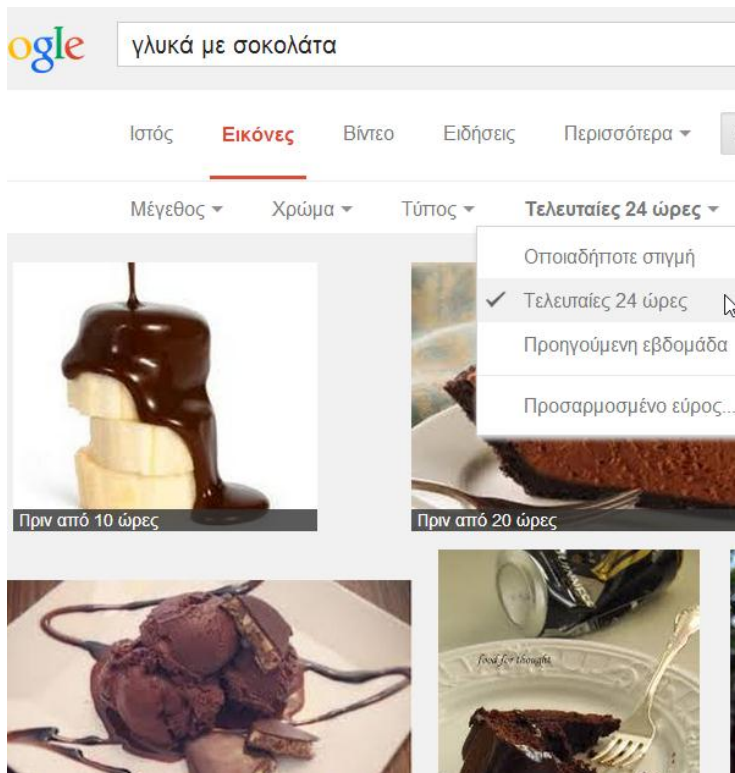 ogle
γλυκά με σοκολάτα
Ιστός Εικόνες Βίντεο Ειδήσεις Περισσότερα
Μέγεθος Χρώμα Τύπος Τελευταίες 24 ώρες
Οποιαδήποτε στιγμή
Τελευταίες 24 ώρες
Προηγούμενη εβδομάδα
Προσαρμοσμένο εύρος...
Πριν από 10 ώρες
Πριν από 20 ώρες
food for thought